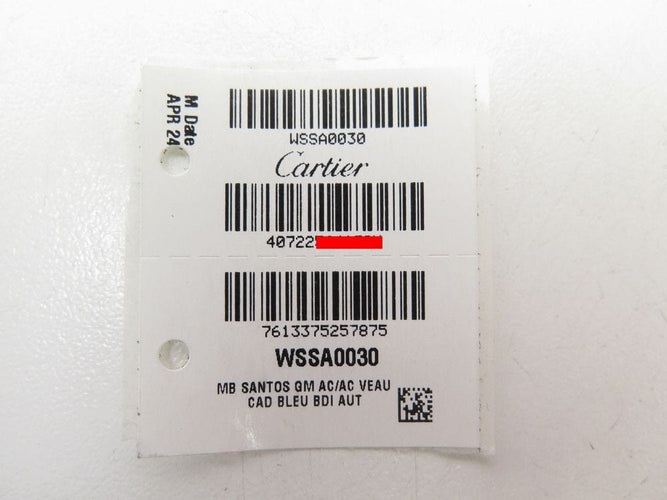 M Date
APR 24
WSSA0030
Cartier
40722
7613375257875
WSSA0030
MB SANTOS GM AC/AC VEAU
CAD BLEU BDI AUT